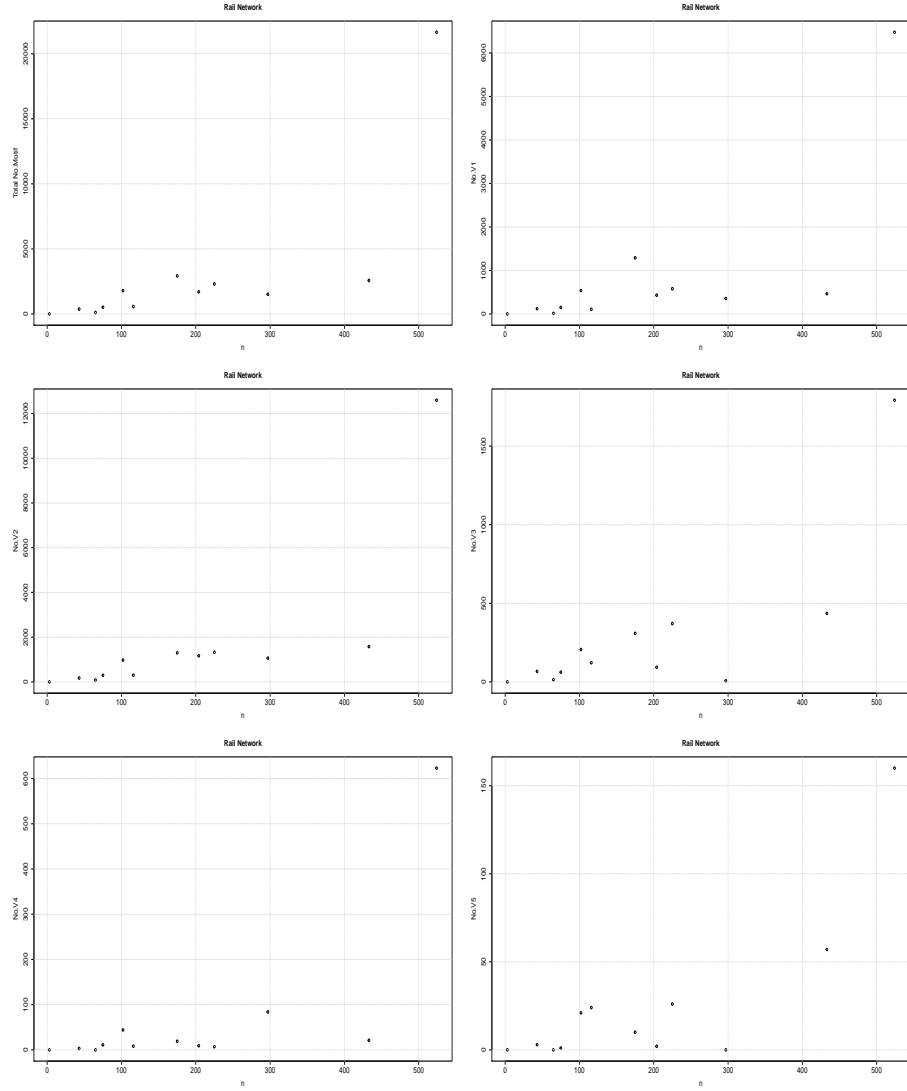 Rail Network
Total No.Motif
20000
15000
10000
5000
0
0 100 200 300 400 500
n
Rail Network
No.V1
6000
5000
4000
3000
2000
1000
0
0 100 200 300 400 500
n
Rail Network
No.V2
12000
10000
8000
6000
4000
2000
0
0 100 200 300 400 500
n
Rail Network
No.V3
1500
1000
500
0
0 100 200 300 400 500
n
Rail Network
No.V4
600
500
400
300
200
100
0
0 100 200 300 400 500
n
Rail Network
No.V5
150
100
50
0
0 100 200 300 400 500
n